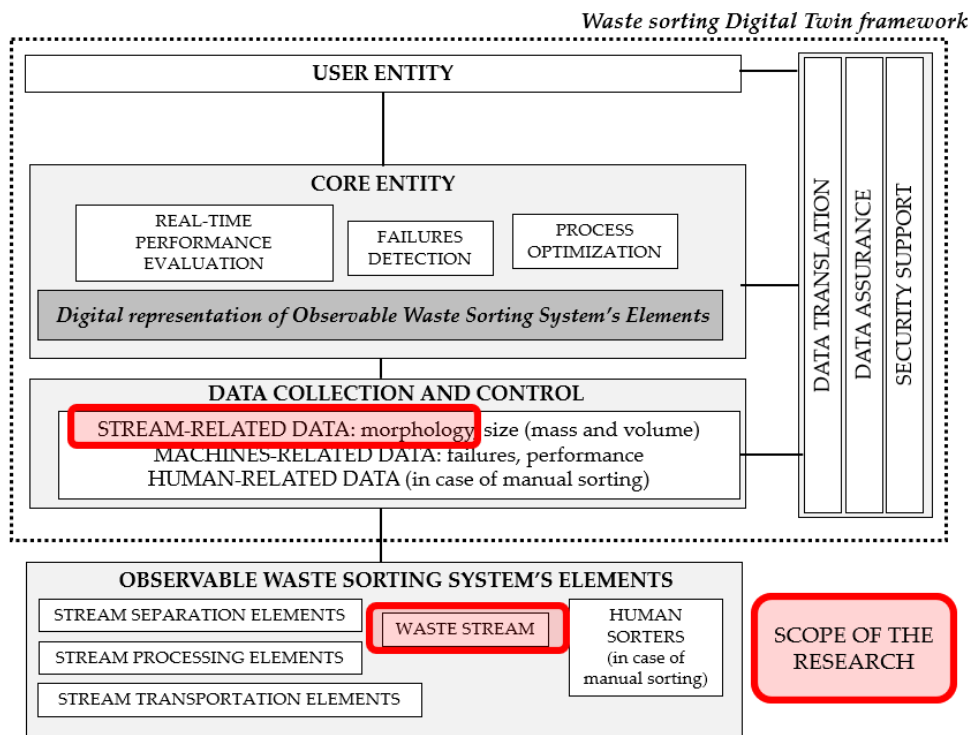 Waste sorting Digital Twin framework
USER ENTITY
CORE ENTITY
REAL-TIME
PERFORMANCE
EVALUATION
FAILURES
DETECTION
PROCESS
OPTIMIZATION
Digital representation of Observable Waste Sorting System's Elements
DATA COLLECTION AND CONTROL
STREAM-RELATED DATA: morphology, size (mass and volume)
MACHINES-RELATED DATA: failures, performance
HUMAN-RELATED DATA (in case of manual sorting)
DATA TRANSLATION
DATA ASSURANCE
SECURITY SUPPORT
OBSERVABLE WASTE SORTING SYSTEM'S ELEMENTS
STREAM SEPARATION ELEMENTS
STREAM PROCESSING ELEMENTS
STREAM TRANSPORTATION ELEMENTS
WASTE STREAM
HUMAN
SORTERS
(in case of
manual sorting)
SCOPE OF THE
RESEARCH